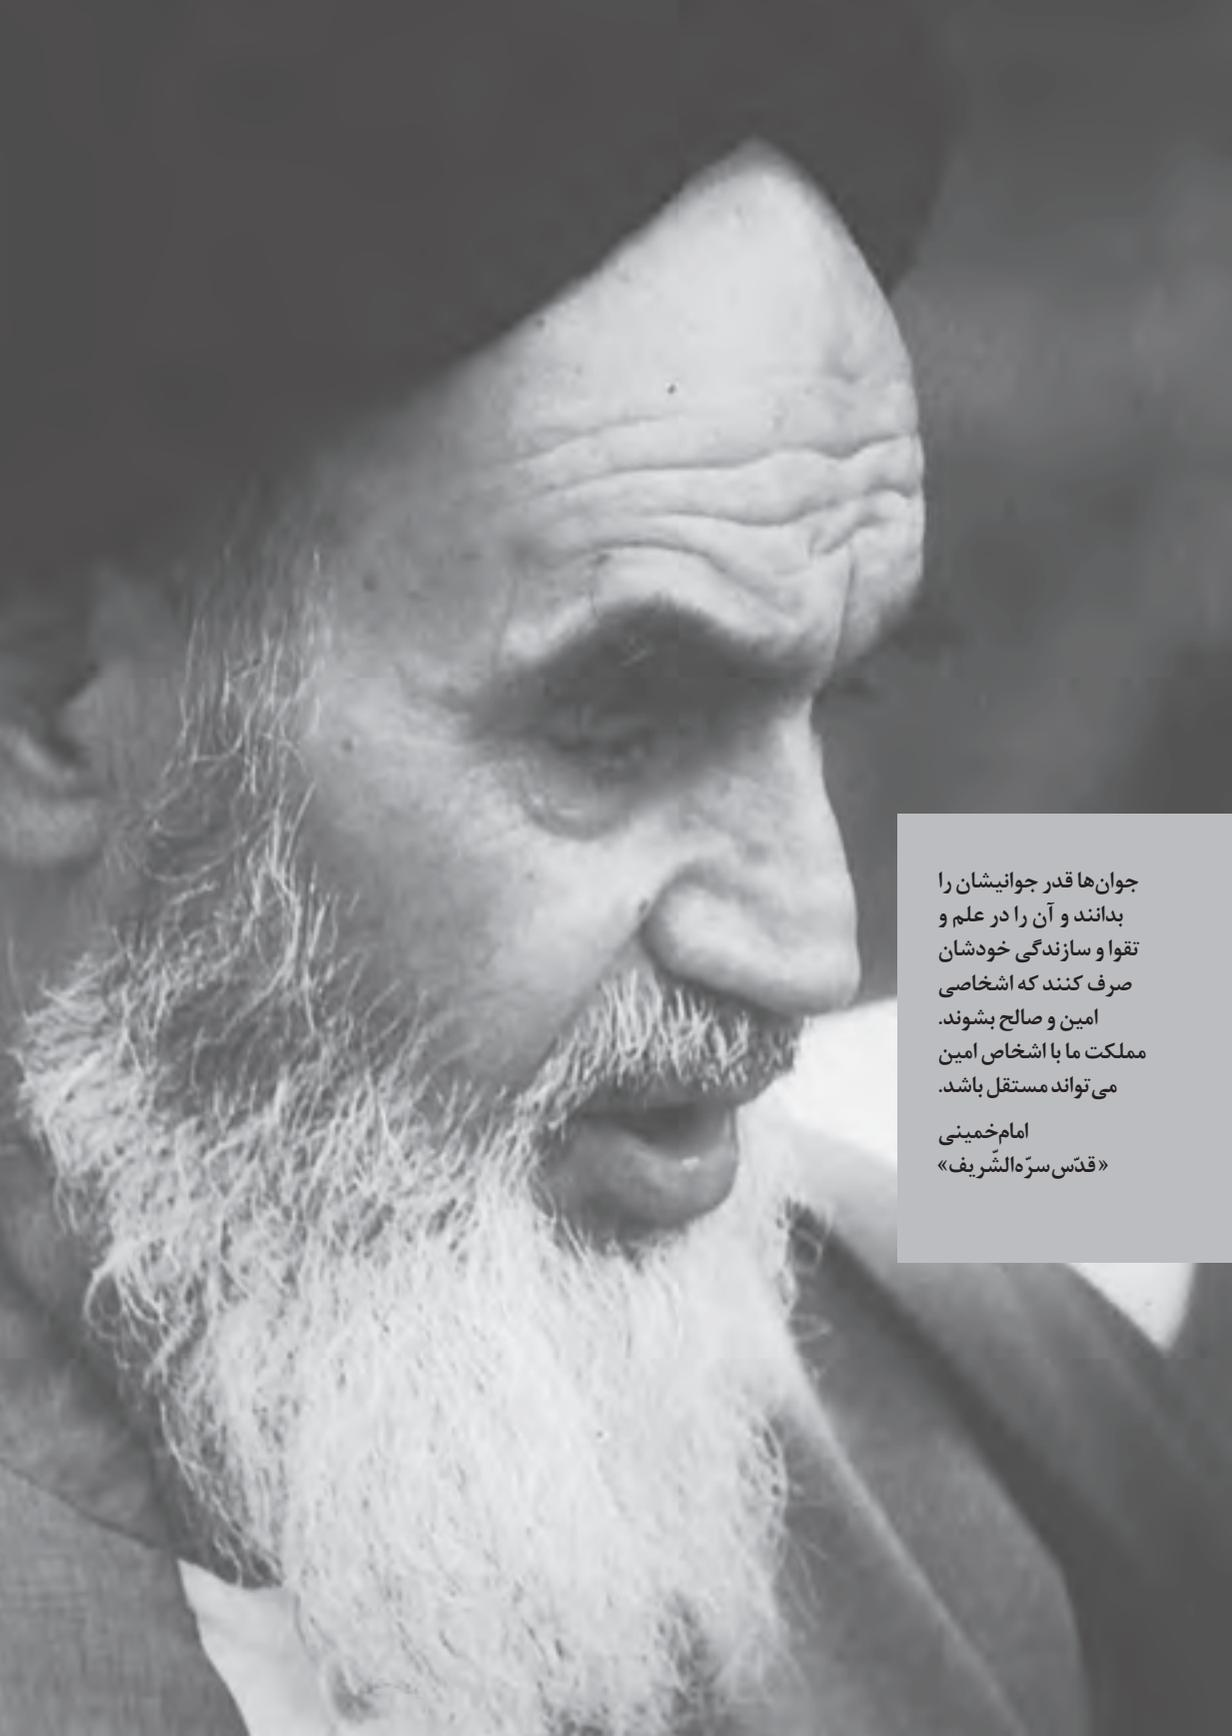 جوان‌ها قدر جوانیشان را
بدانند و آن را در علم و
تقوا و سازندگی خودشان
صرف کنند که اشخاصی
امین و صالح بشوند.
مملکت ما با اشخاص امین
می‌تواند مستقل باشد.
امام‌خمینی
«قدّس‌سرّه‌الشّریف»